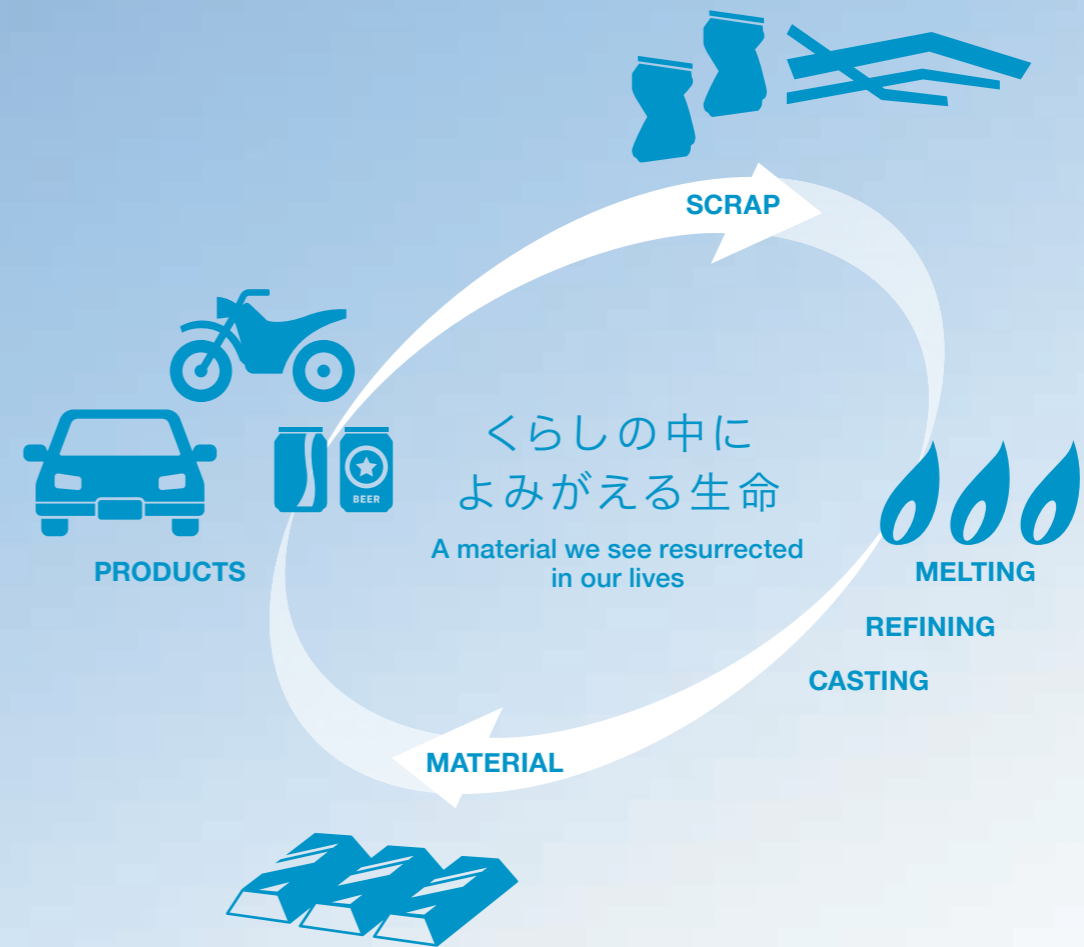 SCRAP
くらしの中に
よみがえる生命
A material we see resurrected
in our lives
BEER
PRODUCTS
MELTING
REFINING
CASTING
MATERIAL